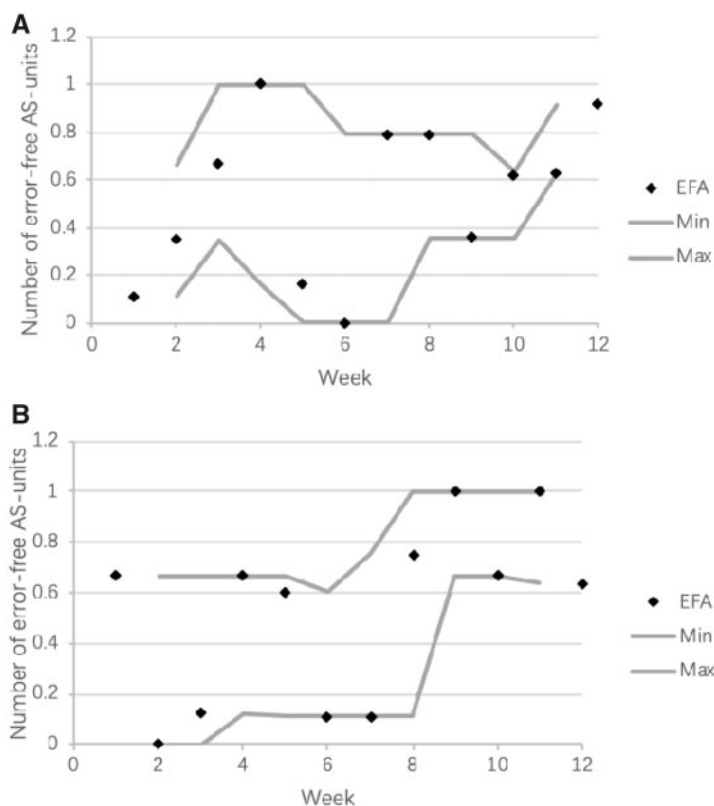 A
Number of error-free AS-units
1.2
1
0.8
0.6
0.4
0.2
0
0 2 4 6 8 10 12
Week
EFA
Min
Max
B
Number of error-free AS-units
1.2
1
0.8
0.6
0.4
0.2
0
0 2 4 6 8 10 12
Week
EFA
Min
Max